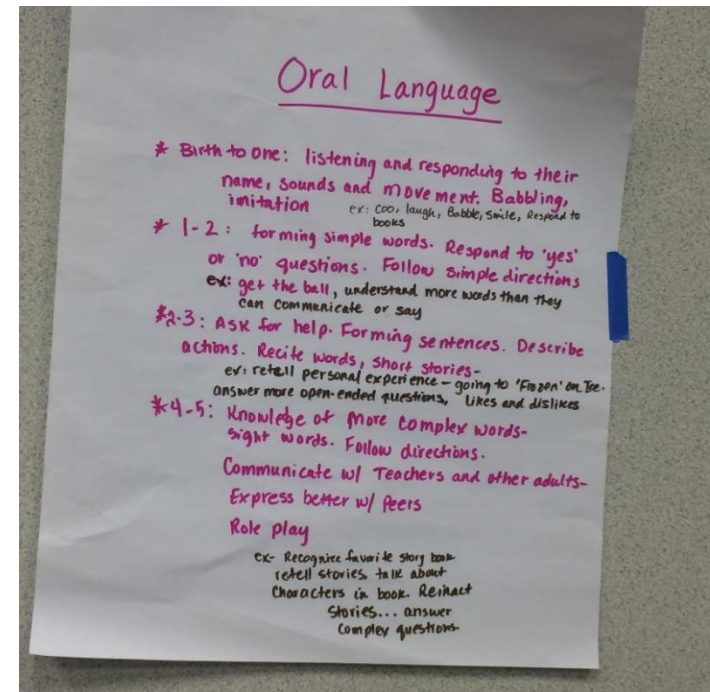 Oral Language
* Birth to one: listening and responding to their
name, sounds and movement. Babbling,
imitation ex: coo, laugh, Babble, smile, Respond to
books
* 1-2: forming simple words. Respond to 'yes'
or 'no' questions. Follow simple directions
ex: get the ball, understand more words than they
can communicate or say
*2-3: Ask for help. Forming sentences. Describe
actions. Recite words, short stories-
ex: retell personal experience - going to 'Frozen' on Ice.
answer more open-ended questions, likes and dislikes
*4-5: Knowledge of More complex words-
sight words. Follow directions.
Communicate w/ Teachers and other adults-
Express better w/ Peers
Role play
ex- Recognize favorite story book
retell stories talk about
Characters in book. Reinact
Stories... answer
complex questions-